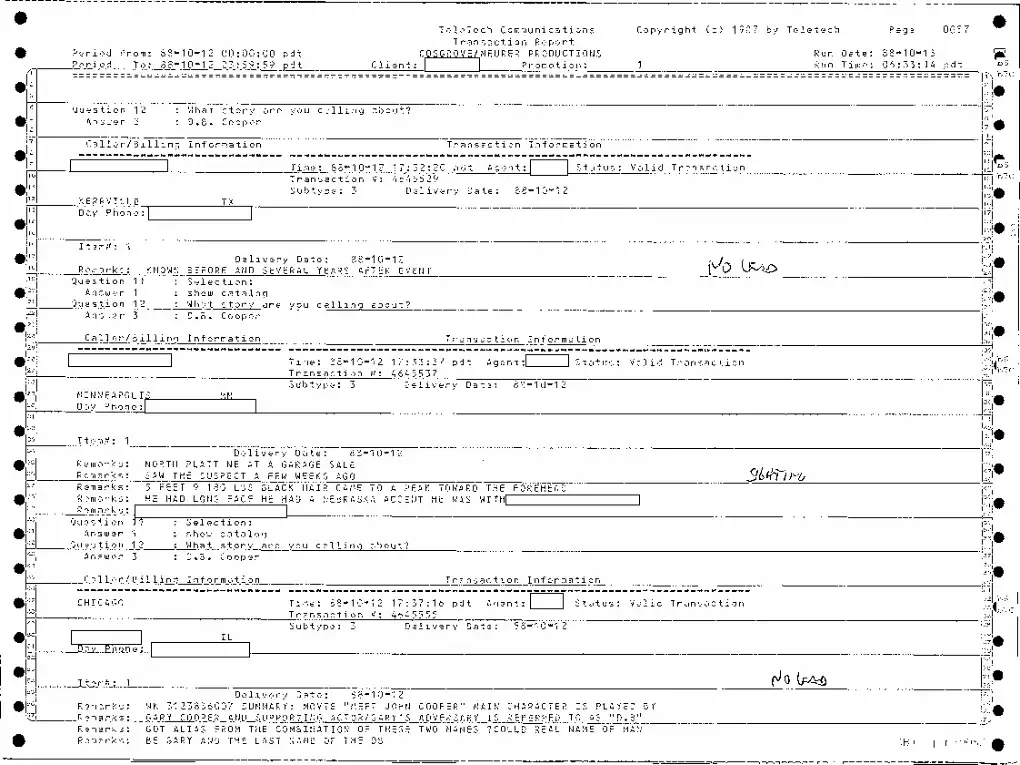 TeleTech Communications Copyright (c) 1987 by Teletech Page 0057
Transaction Report
Period From: 88-10-12 00:00:00 pdt COSGROVE/MEURER PRODUCTIONS Run Date: 88-10-13
Period To: 88-10-12 23:59:59 pdt Client: Promotion: 1 Run Time: 06:33:14 pdt
Question 12 : What story are you calling about?
Answer 3 : D.B. Cooper
Caller/Billing Information Transaction Information
Time: 88-10-12 17:32:20 pdt Agent: Status: Valid Transaction
Transaction #: 4645529
Subtype: 3 Delivery Date: 88-10-12
KERRVILLE TX
Day Phone:
Item#: 1
Delivery Date: 88-10-12
Remarks: KNOWS BEFORE AND SEVERAL YEARS AFTER EVENT
NO LEAD
Question 11 : Selection:
Answer 1 : show catalog
Question 12 : What story are you calling about?
Answer 3 : D.B. Cooper
Caller/Billing Information Transaction Information
Time: 88-10-12 17:33:37 pdt Agent: Status: Valid Transaction
Transaction #: 4645537
Subtype: 3 Delivery Date: 88-10-12
MINNEAPOLIS MN
Day Phone:
Item#: 1
Delivery Date: 88-10-12
Remarks: NORTH PLATT NE AT A GARAGE SALE
Remarks: SAW THE SUSPECT A FEW WEEKS AGO
SIGHTING
Remarks: 5 FEET 9 180 LBS BLACK HAIR CAME TO A PEAK TOWARD THE FOREHEAD
Remarks: HE HAD LONG FACE HE HAD A NEBRASKA ACCENT HE WAS WITH
Remarks:
Question 11 : Selection:
Answer 1 : show catalog
Question 12 : What story are you calling about?
Answer 3 : D.B. Cooper
Caller/Billing Information Transaction Information
CHICAGO Time: 88-10-12 17:37:16 pdt Agent: Status: Valid Transaction
Transaction #: 4645555
Subtype: 3 Delivery Date: 88-10-12
IL
Day Phone:
Item#: 1
NO LEAD
Delivery Date: 88-10-12
Remarks: WK 3123836007 SUMMARY: MOVIE "MEET JOHN COOPER" MAIN CHARACTER IS PLAYED BY
Remarks: GARY COOPER AND SUPPORTING ACTOR/GARY'S ADVERSARY IS REFERRED TO AS "D.B"
Remarks: GOT ALIAS FROM THE COMBINATION OF THESE TWO NAMES ?COULD REAL NAME OF MAN
Remarks: BE GARY AND THE LAST NAME OF THE DB